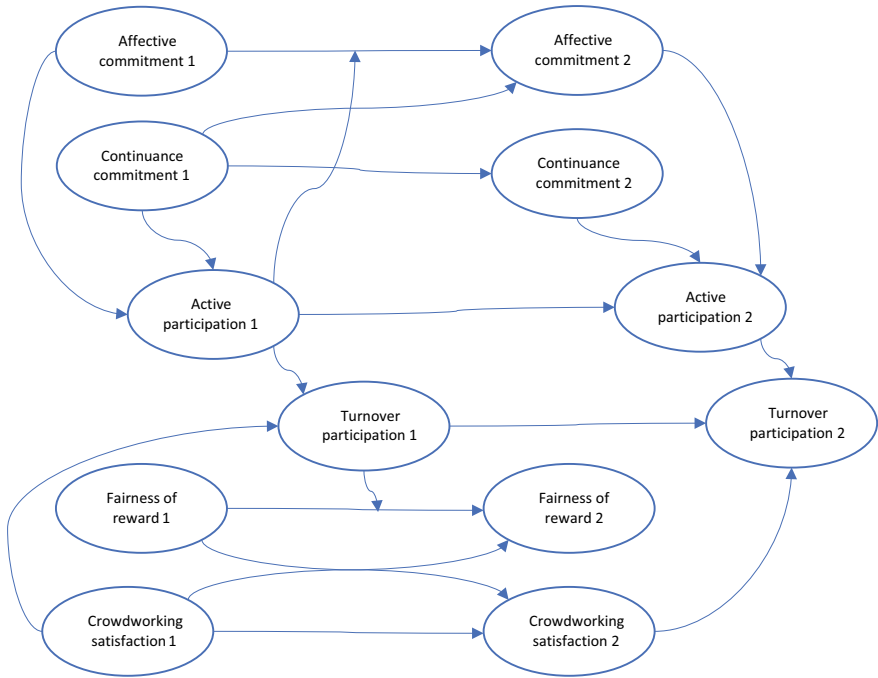 Affective
commitment 1
Affective
commitment 2
Continuance
commitment 1
Continuance
commitment 2
Active
participation 1
Active
participation 2
Turnover
participation 1
Turnover
participation 2
Fairness of
reward 1
Fairness of
reward 2
Crowdworking
satisfaction 1
Crowdworking
satisfaction 2